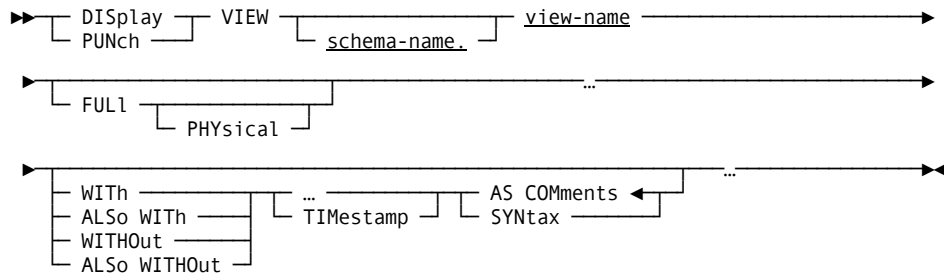 DISplay VIEW schema-name. view-name
PUNch
FULl PHYsical …
WITh … AS COMments …
ALSo WITh TIMestamp SYNtax
WITHOut
ALSo WITHOut